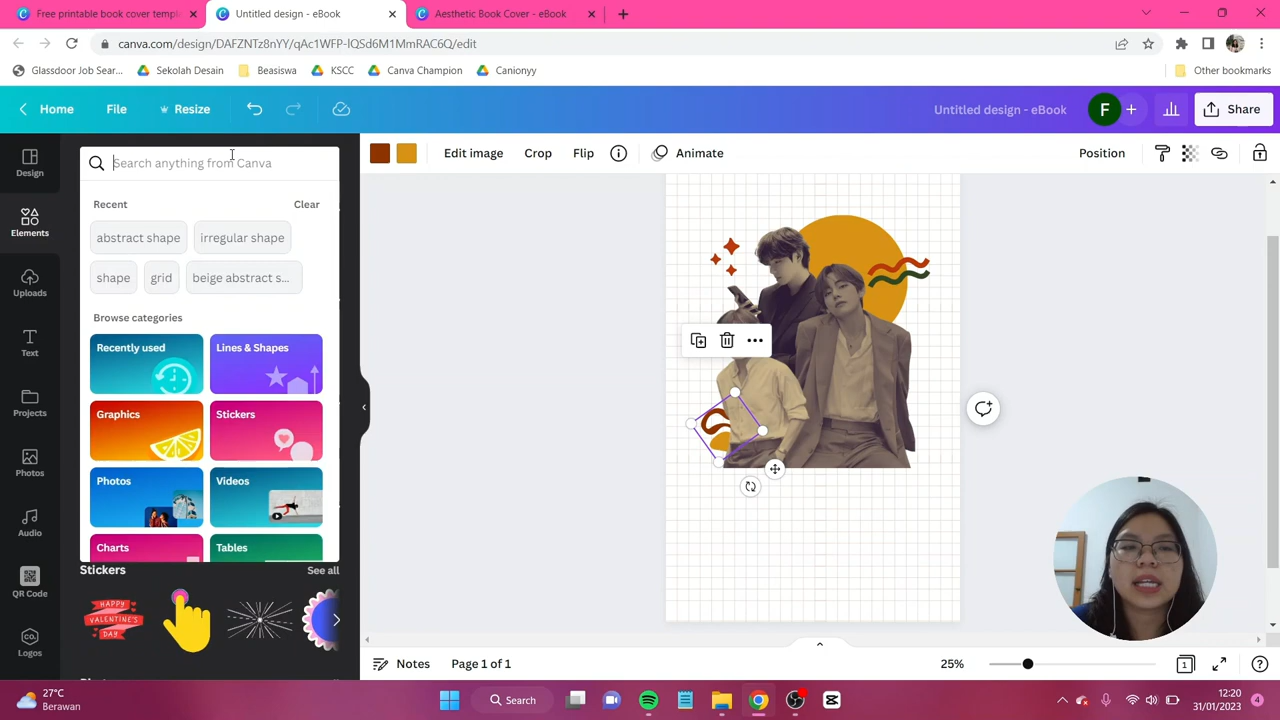 Free printable book cover templ
Untitled design - eBook
Aesthetic Book Cover - eBook
canva.com/design/DAFZNTz8nYY/qAc1WFP-lQSd6M1MmRAC6Q/edit
Glassdoor Job Sear...
Sekolah Desain
Beasiswa
KSCC
Canva Champion
Canionyy
Other bookmarks
Home
File
Resize
Untitled design - eBook
F
Share
Design
Elements
Uploads
Text
Projects
Photos
Audio
QR Code
CO.
Logos
Search anything from Canva
Recent
Clear
abstract shape
irregular shape
shape
grid
beige abstract s...
Browse categories
Recently used
Lines & Shapes
Graphics
Stickers
Photos
Videos
Charts
Tables
Stickers
See all
HAPPY
VALENTINE'S
DAY
Edit image
Crop
Flip
Animate
Position
Notes
Page 1 of 1
25%
1
27°C
Berawan
Search
12:20
31/01/2023
4